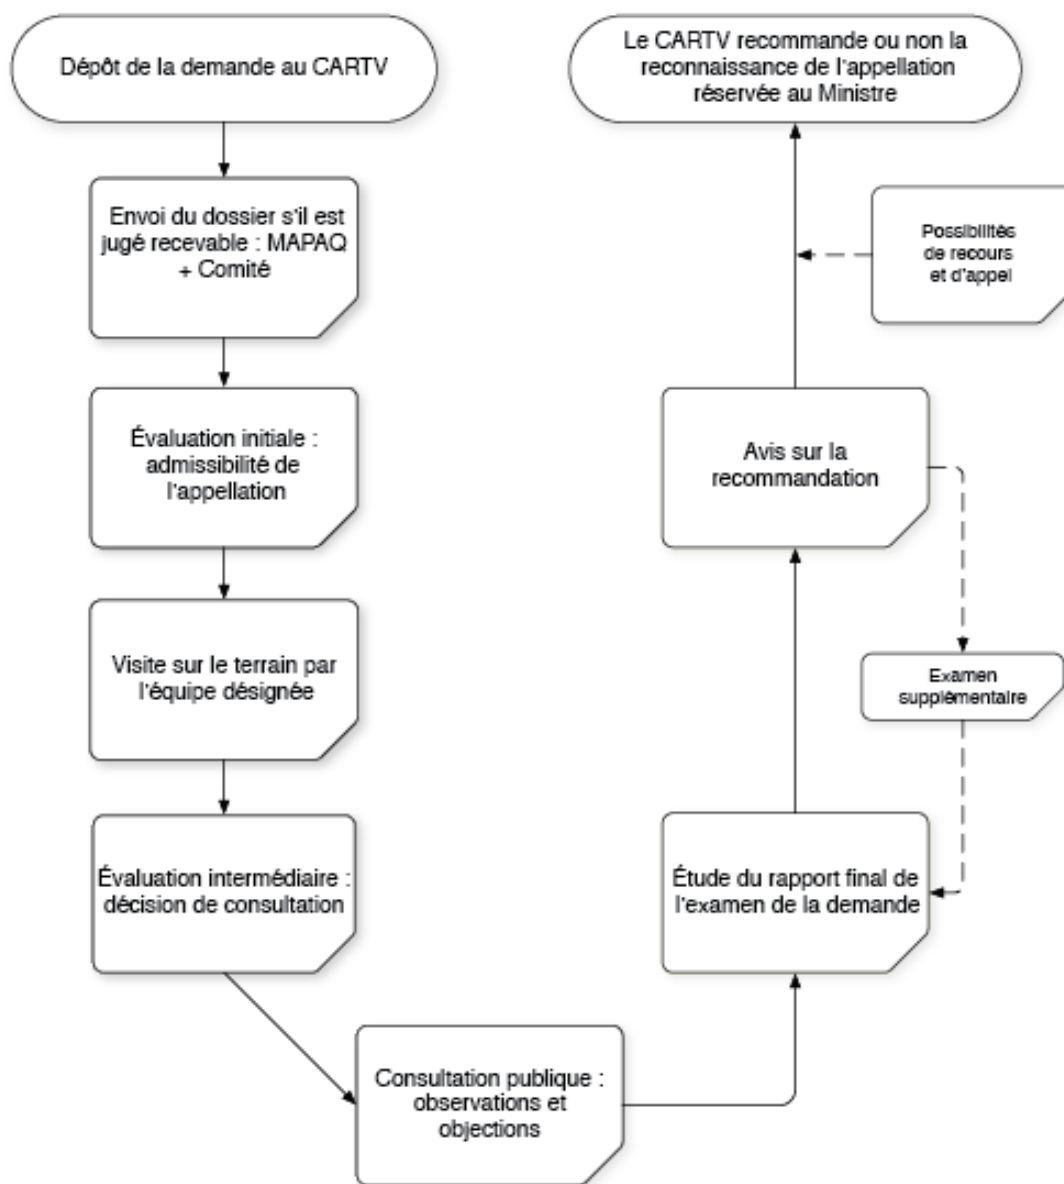 Dépôt de la demande au CARTV
Envoi du dossier s'il est
jugé recevable : MAPAQ
+ Comité
Évaluation initiale :
admissibilité de
l'appellation
Visite sur le terrain par
l'équipe désignée
Évaluation intermédiaire :
décision de consultation
Consultation publique :
observations et
objections
Étude du rapport final de
l'examen de la demande
Examen
supplémentaire
Avis sur la
recommandation
Possibilités
de recours
et d'appel
Le CARTV recommande ou non la
reconnaissance de l'appellation
réservée au Ministre